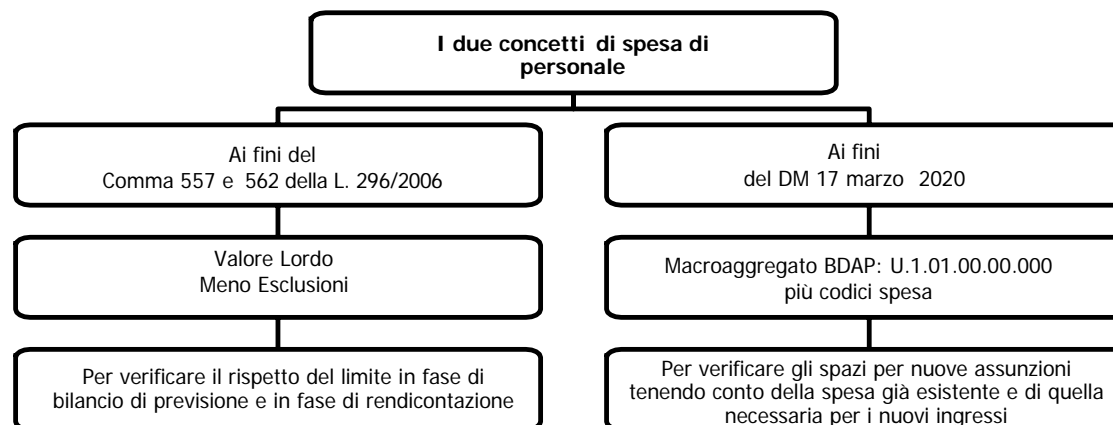 I due concetti di spesa di
personale
Ai fini del
Comma 557 e 562 della L. 296/2006
Ai fini
del DM 17 marzo 2020
Valore Lordo
Meno Esclusioni
Macroaggregato BDAP: U.1.01.00.00.000
più codici spesa
Per verificare il rispetto del limite in fase di
bilancio di previsione e in fase di rendicontazione
Per verificare gli spazi per nuove assunzioni
tenendo conto della spesa già esistente e di quella
necessaria per i nuovi ingressi